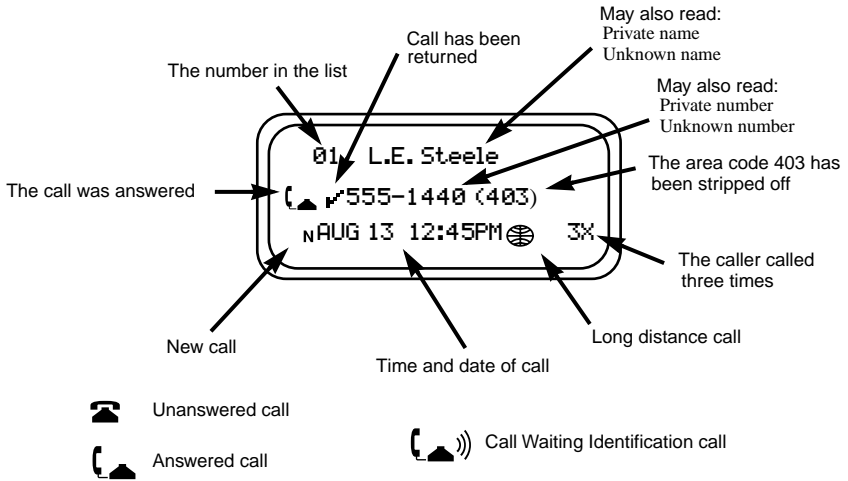 May also read:
Private name
Unknown name
Call has been
returned
The number in the list
May also read:
Private number
Unknown number
01 L.E. Steele
The area code 403 has
been stripped off
The call was answered
555-1440 (403)
NAUG 13 12:45PM 3X
The caller called
three times
New call
Time and date of call
Long distance call
Unanswered call
Answered call
Call Waiting Identification call